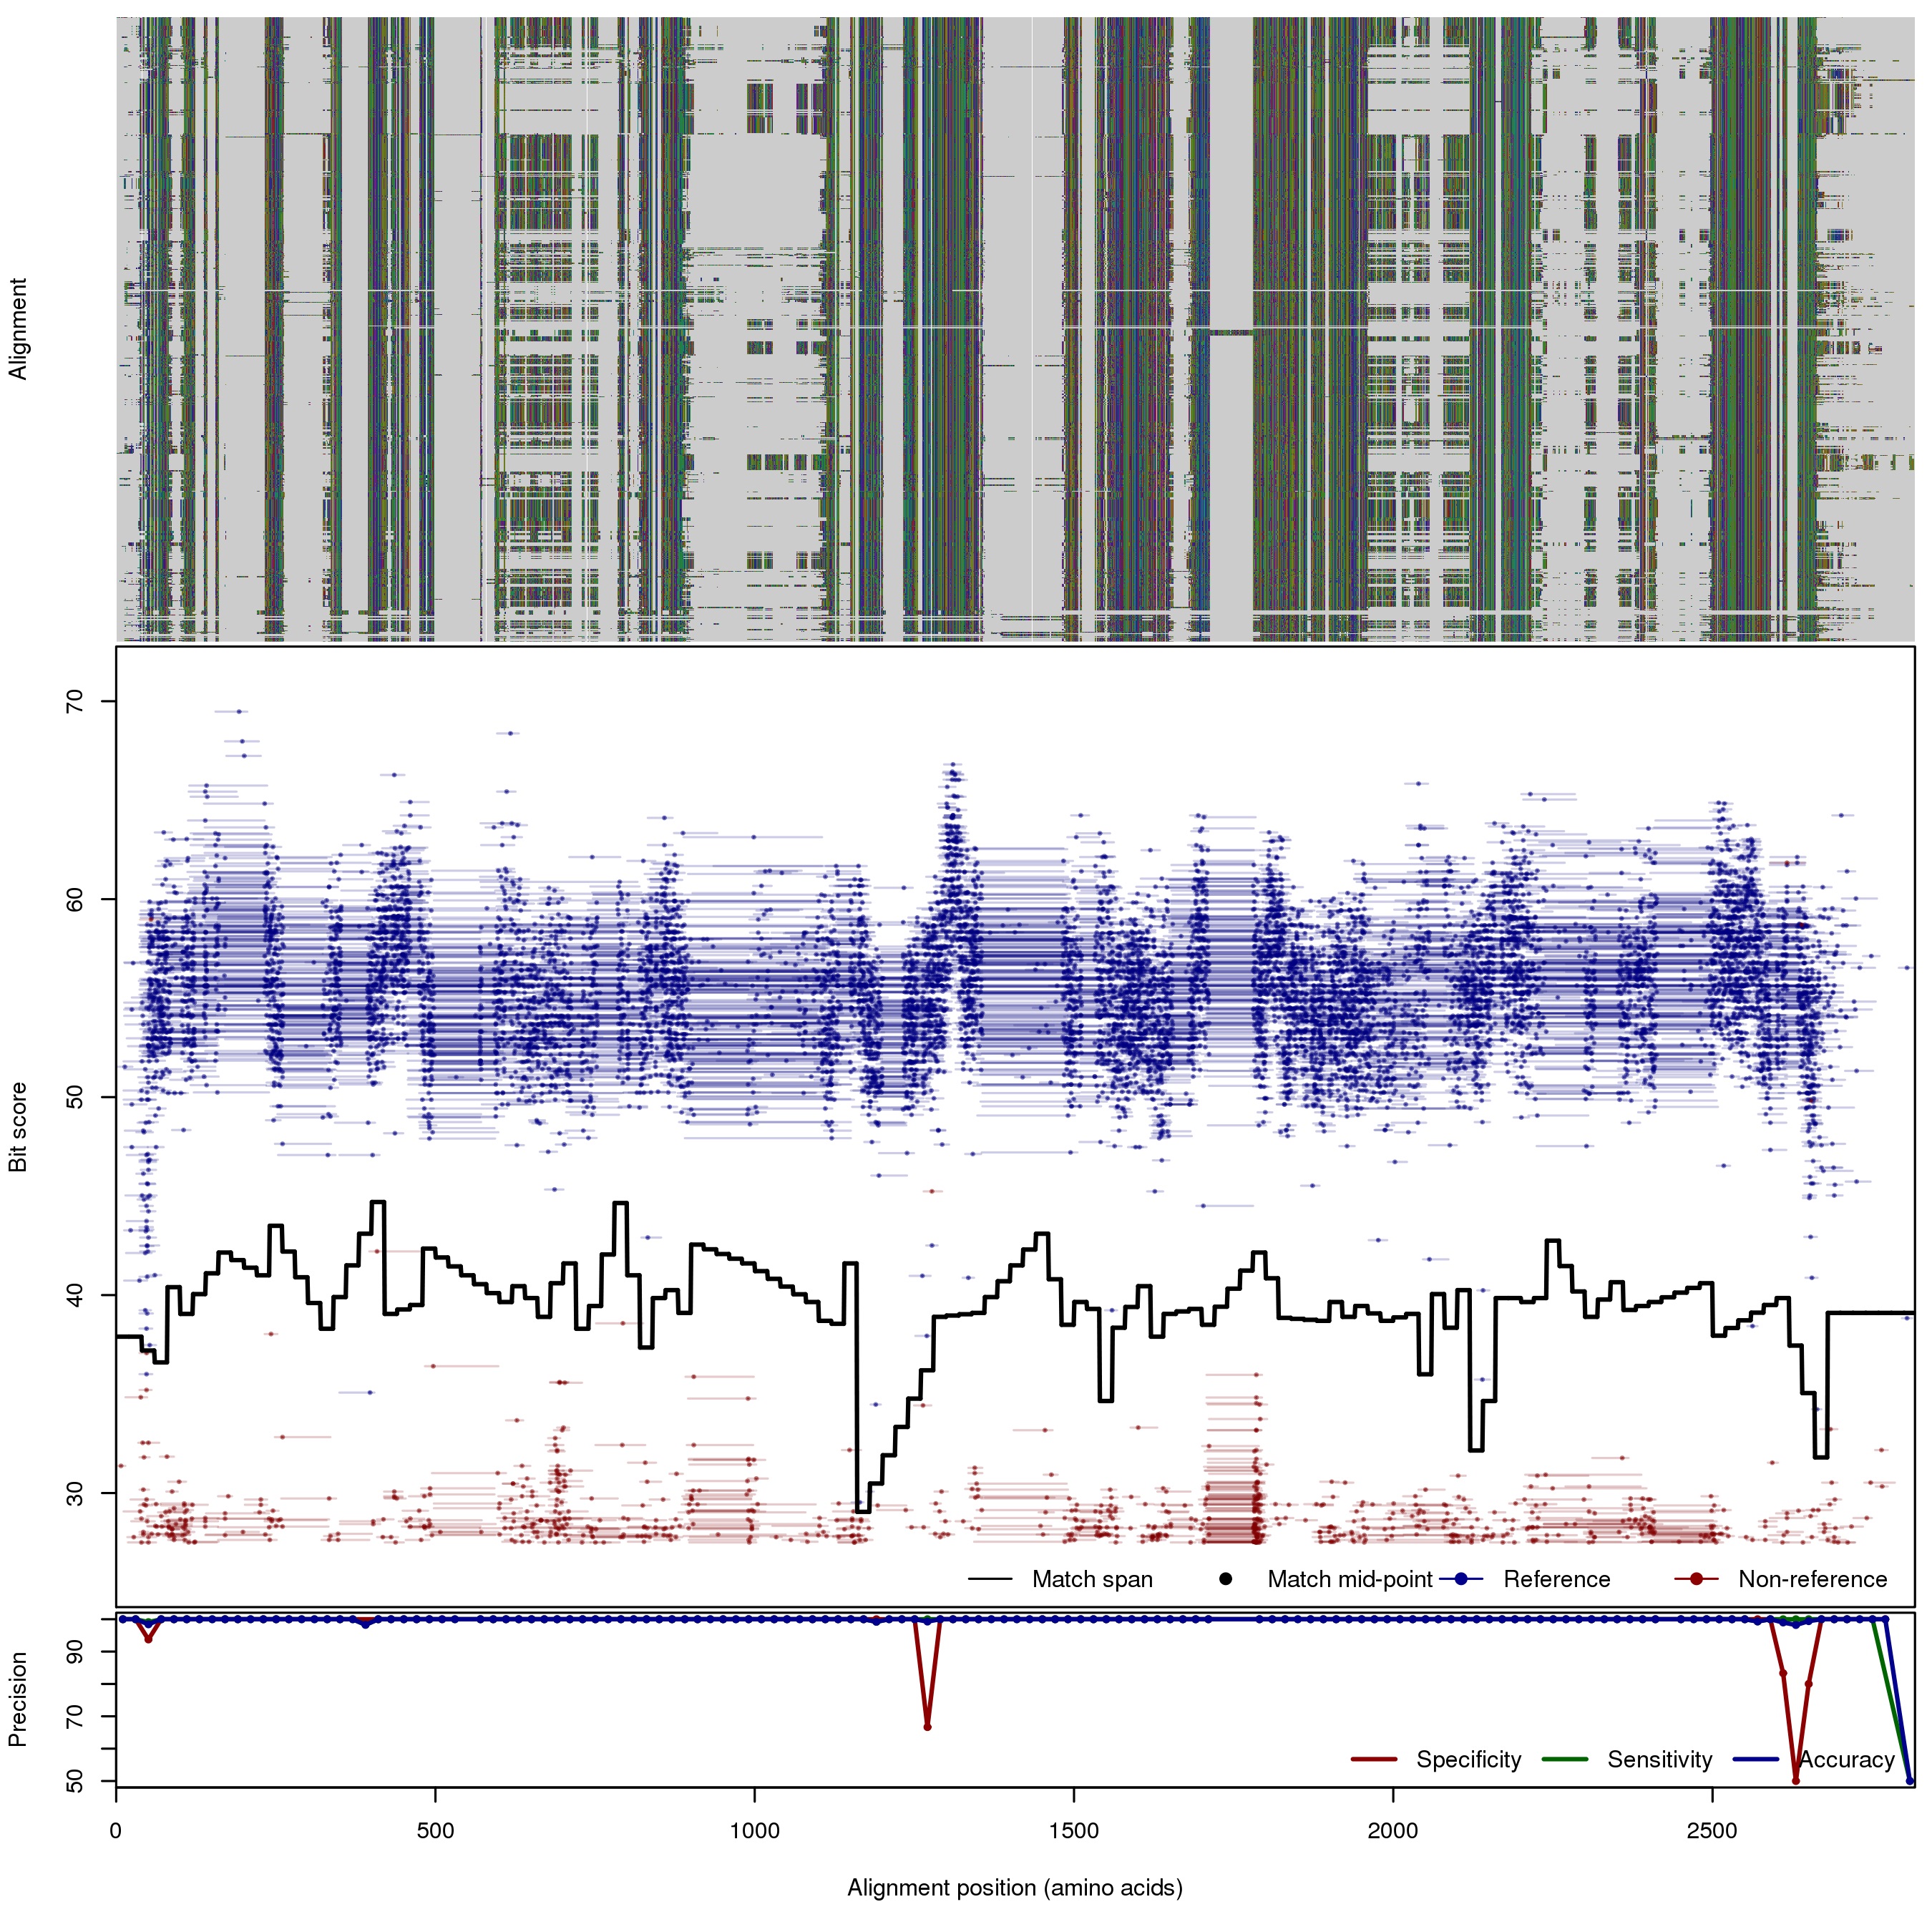 Alignment
Bit score
70
60
50
40
30
Match span
Match mid-point
Reference
Non-reference
Precision
90
70
50
Specificity
Sensitivity
Accuracy
0
500
1000
1500
2000
2500
Alignment position (amino acids)